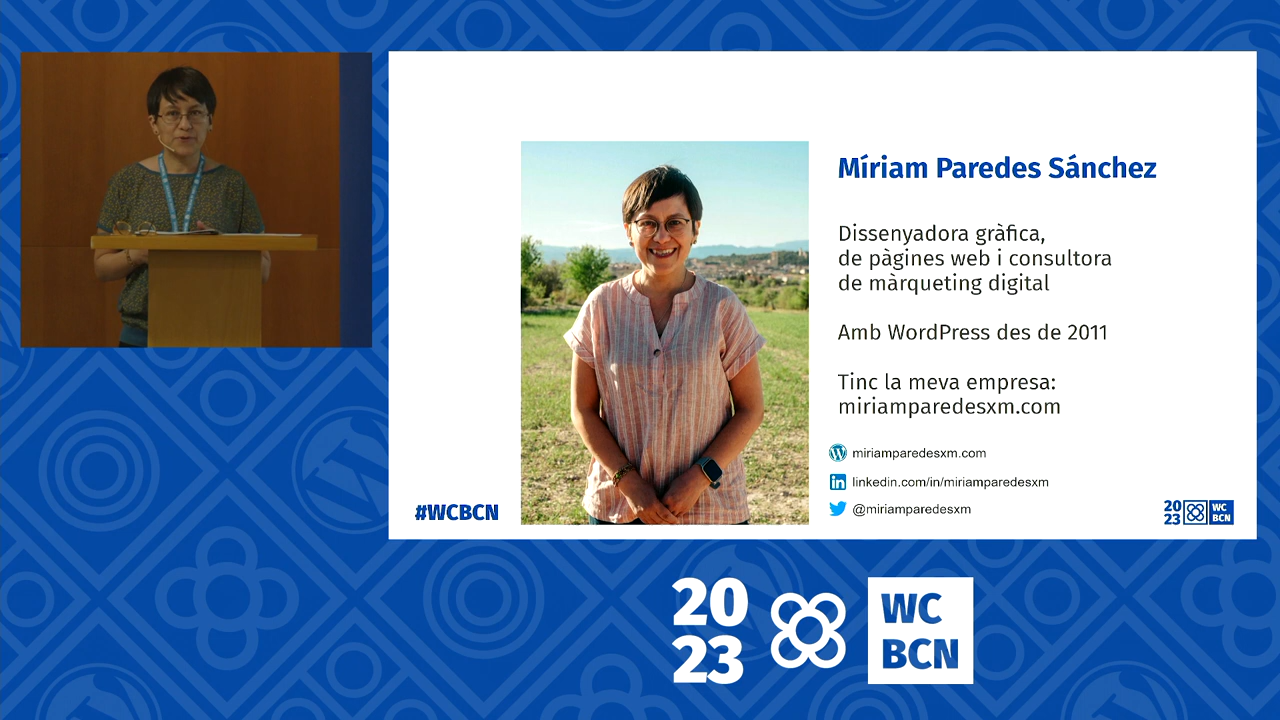 Míriam Paredes Sánchez
Dissenyadora gràfica,
de pàgines web i consultora
de màrqueting digital
Amb WordPress des de 2011
Tinc la meva empresa:
miriamparedesxm.com
miriamparedesxm.com
linkedin.com/in/miriamparedesxm
@miriamparedesxm
#WCBCN
20
23
WC
BCN
20
23
WC
BCN